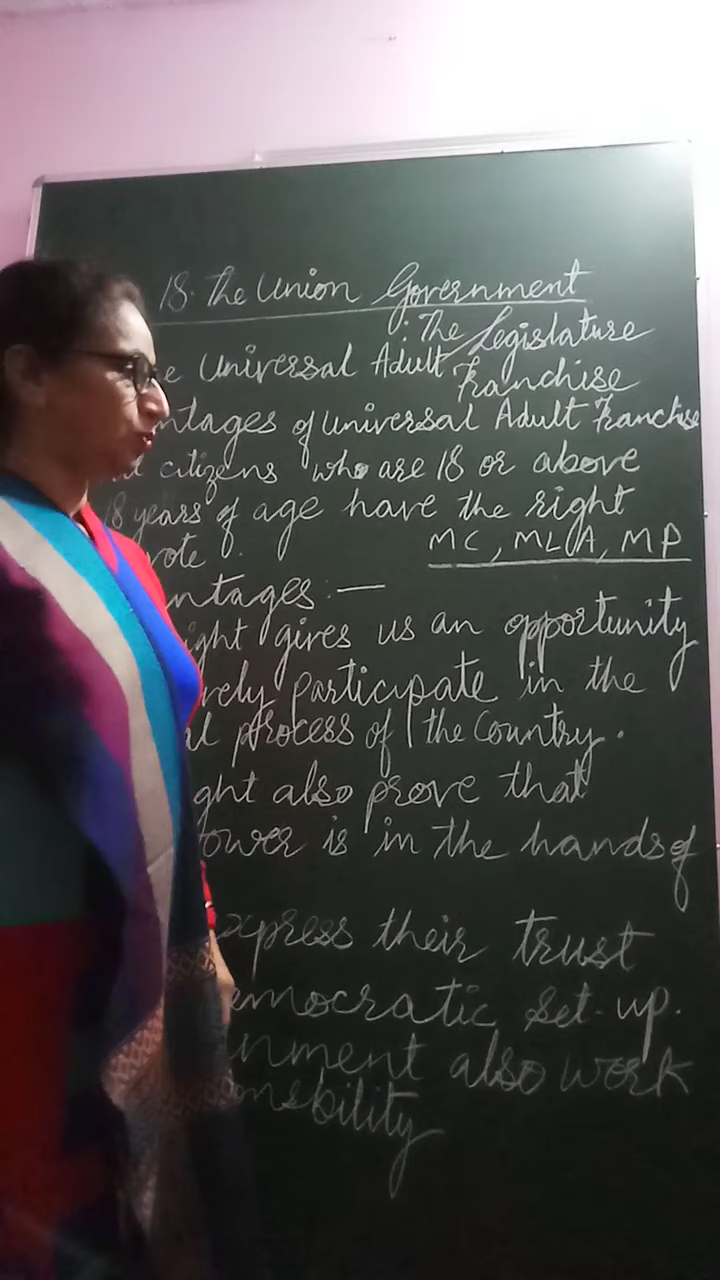 18. The Union Government
: The Legislature
Universal Adult Franchise
ntages of Universal Adult Franchise
citizens who are 18 or above
18 years of age have the right
vote.
MC, MLA, MP
ntages :—
ight gives us an opportunity
vely participate in the
al process of the Country.
ght also prove that
ower is in the hands of
xpress their trust
emocratic set-up.
nment also work
onsbility